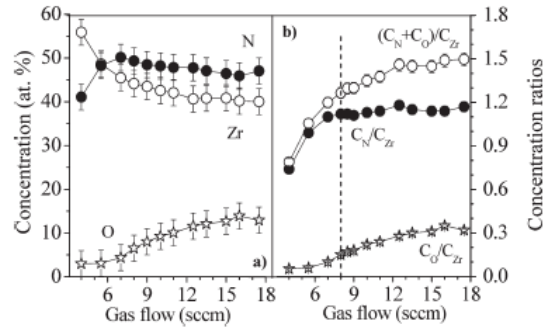 70
60
50
40
30
20
10
0
Concentration (at. %)
N
Zr
O
a)
3 6 9 12 15 18
Gas flow (sccm)
b)
(C_N+C_O)/C_Zr
C_N/C_Zr
C_O/C_Zr
6 9 12 15 18
Gas flow (sccm)
1.8
1.5
1.2
0.9
0.6
0.3
0.0
Concentration ratios